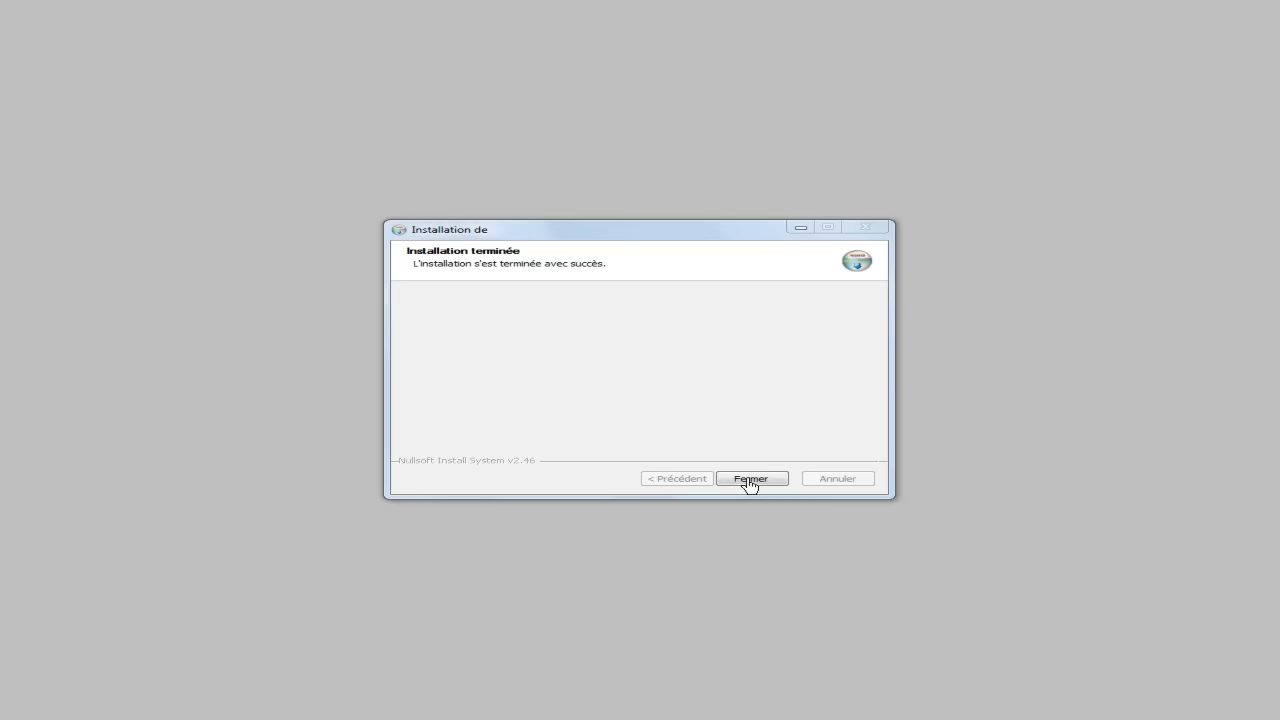 Installation de
Installation terminée
L'installation s'est terminée avec succès.
Nullsoft Install System v2.46
< Précédent
Fermer
Annuler